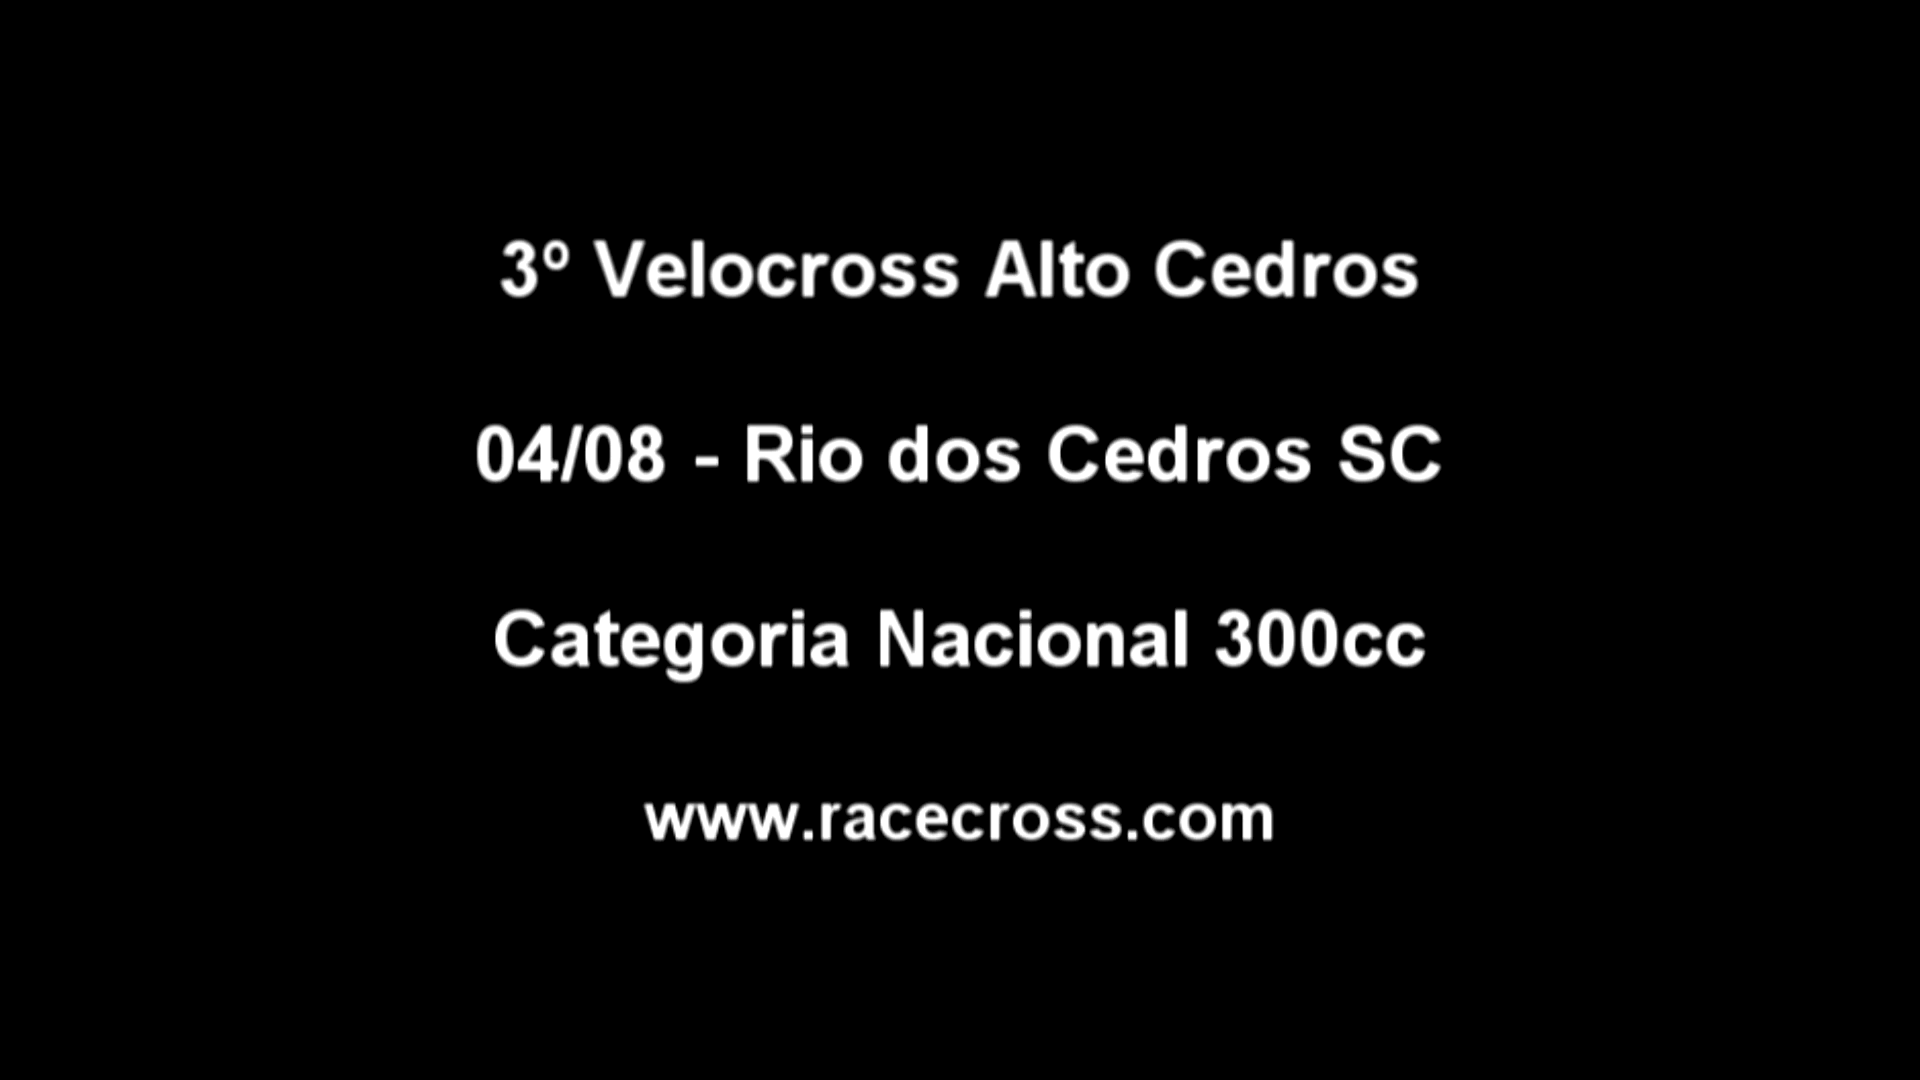 3º Velocross Alto Cedros
04/08 - Rio dos Cedros SC
Categoria Nacional 300cc
www.racecross.com